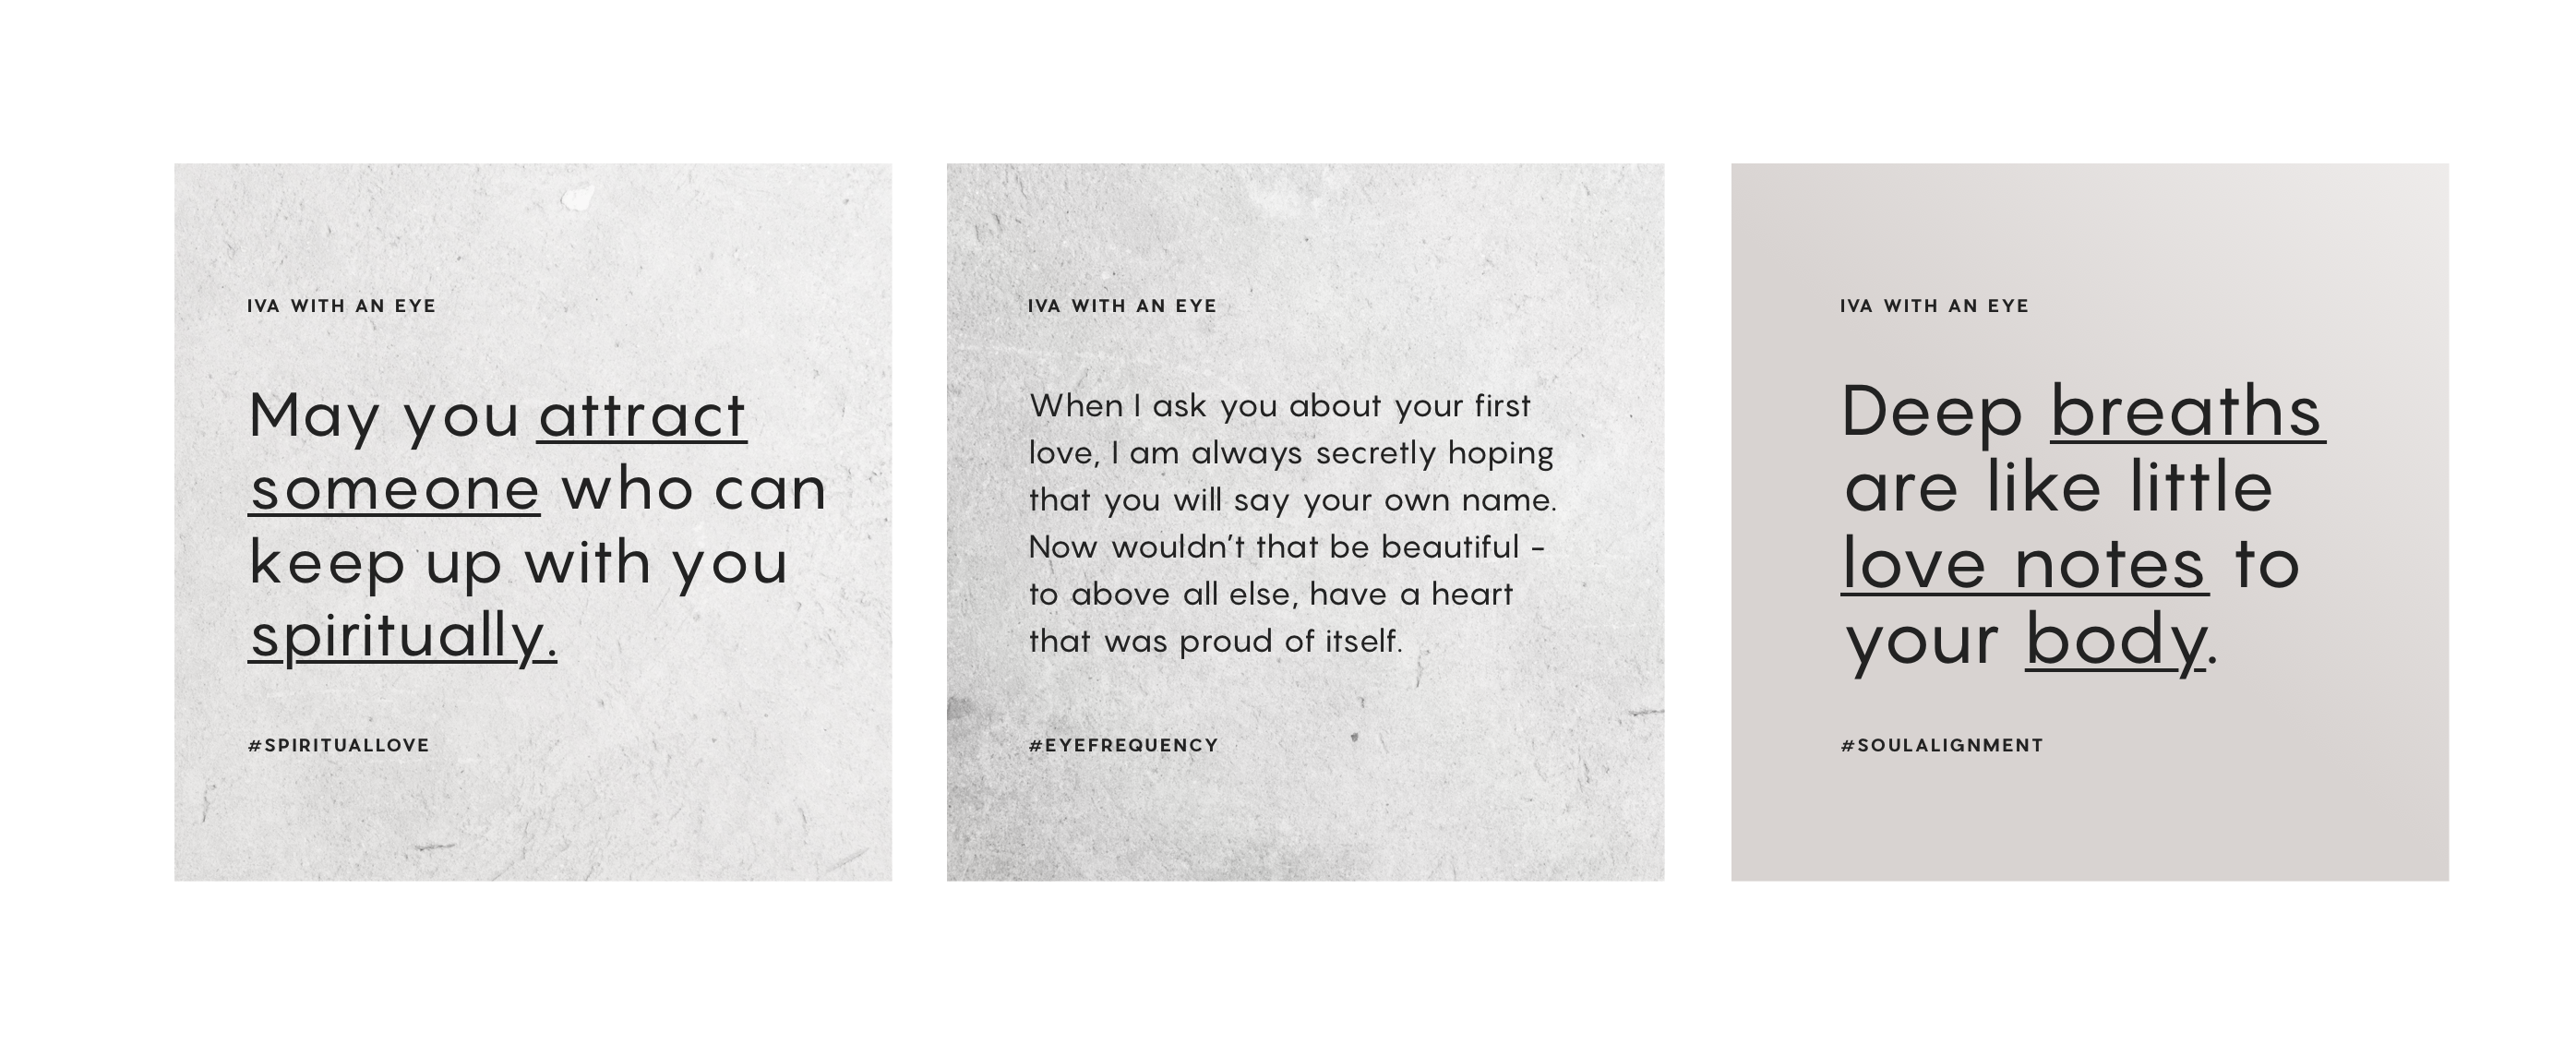 IVA WITH AN EYE
May you attract
someone who can
keep up with you
spiritually.
#SPIRITUALLOVE
IVA WITH AN EYE
When I ask you about your first
love, I am always secretly hoping
that you will say your own name.
Now wouldn’t that be beautiful -
to above all else, have a heart
that was proud of itself.
#EYEFREQUENCY
IVA WITH AN EYE
Deep breaths
are like little
love notes to
your body.
#SOULALIGNMENT